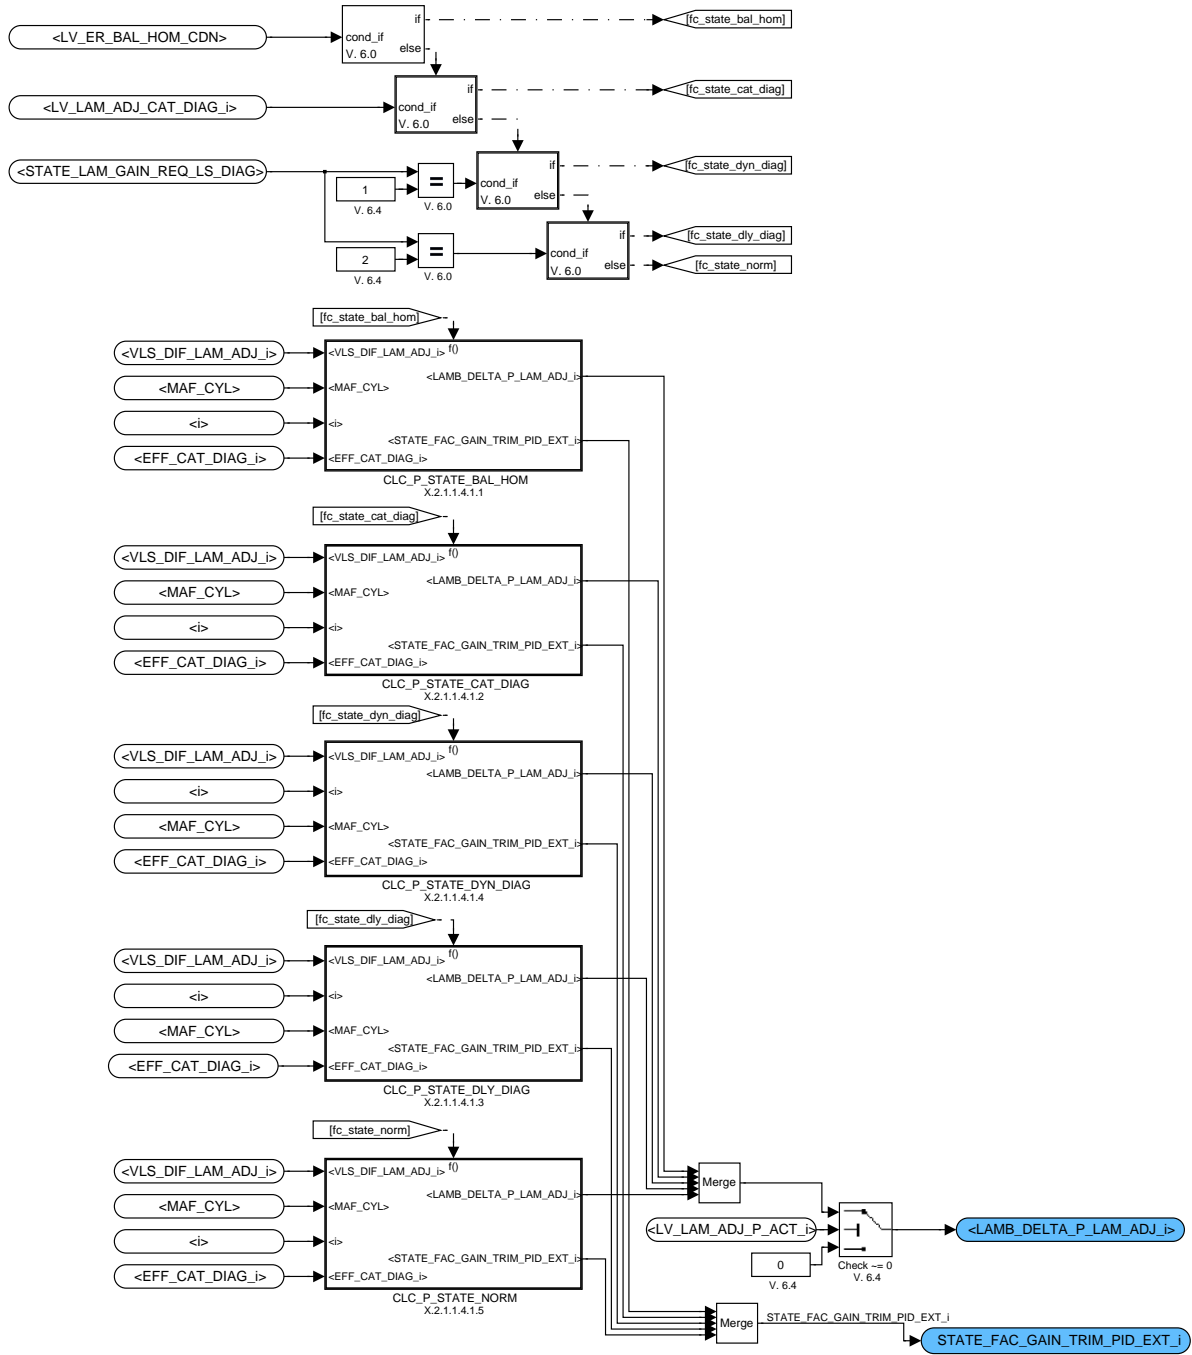 if
[fc_state_bal_hom]
<LV_ER_BAL_HOM_CDN>
cond_if
else
V. 6.0
if
[fc_state_cat_diag]
<LV_LAM_ADJ_CAT_DIAG_i>
cond_if
else
V. 6.0
if
[fc_state_dyn_diag]
<STATE_LAM_GAIN_REQ_LS_DIAG>
=
cond_if
1
else
V. 6.4
V. 6.0
V. 6.0
if
[fc_state_dly_diag]
=
cond_if
2
else
[fc_state_norm]
V. 6.4
V. 6.0
V. 6.0
[fc_state_bal_hom]
<VLS_DIF_LAM_ADJ_i>
<VLS_DIF_LAM_ADJ_i>
f()
<LAMB_DELTA_P_LAM_ADJ_i>
<MAF_CYL>
<MAF_CYL>
<i>
<i>
<STATE_FAC_GAIN_TRIM_PID_EXT_i>
<EFF_CAT_DIAG_i>
<EFF_CAT_DIAG_i>
CLC_P_STATE_BAL_HOM
X.2.1.1.4.1.1
[fc_state_cat_diag]
<VLS_DIF_LAM_ADJ_i>
<VLS_DIF_LAM_ADJ_i>
f()
<LAMB_DELTA_P_LAM_ADJ_i>
<MAF_CYL>
<MAF_CYL>
<i>
<i>
<STATE_FAC_GAIN_TRIM_PID_EXT_i>
<EFF_CAT_DIAG_i>
<EFF_CAT_DIAG_i>
CLC_P_STATE_CAT_DIAG
X.2.1.1.4.1.2
[fc_state_dyn_diag]
<VLS_DIF_LAM_ADJ_i>
<VLS_DIF_LAM_ADJ_i>
f()
<LAMB_DELTA_P_LAM_ADJ_i>
<i>
<i>
<MAF_CYL>
<MAF_CYL>
<STATE_FAC_GAIN_TRIM_PID_EXT_i>
<EFF_CAT_DIAG_i>
<EFF_CAT_DIAG_i>
CLC_P_STATE_DYN_DIAG
X.2.1.1.4.1.4
[fc_state_dly_diag]
<VLS_DIF_LAM_ADJ_i>
<VLS_DIF_LAM_ADJ_i>
f()
<LAMB_DELTA_P_LAM_ADJ_i>
<i>
<i>
<MAF_CYL>
<MAF_CYL>
<STATE_FAC_GAIN_TRIM_PID_EXT_i>
<EFF_CAT_DIAG_i>
<EFF_CAT_DIAG_i>
CLC_P_STATE_DLY_DIAG
X.2.1.1.4.1.3
[fc_state_norm]
<VLS_DIF_LAM_ADJ_i>
<VLS_DIF_LAM_ADJ_i>
f()
<LAMB_DELTA_P_LAM_ADJ_i>
<MAF_CYL>
<MAF_CYL>
<i>
<i>
<STATE_FAC_GAIN_TRIM_PID_EXT_i>
<EFF_CAT_DIAG_i>
<EFF_CAT_DIAG_i>
CLC_P_STATE_NORM
X.2.1.1.4.1.5
Merge
<LV_LAM_ADJ_P_ACT_i>
<LAMB_DELTA_P_LAM_ADJ_i>
0
V. 6.4
Check ~= 0
V. 6.4
Merge
STATE_FAC_GAIN_TRIM_PID_EXT_i
STATE_FAC_GAIN_TRIM_PID_EXT_i